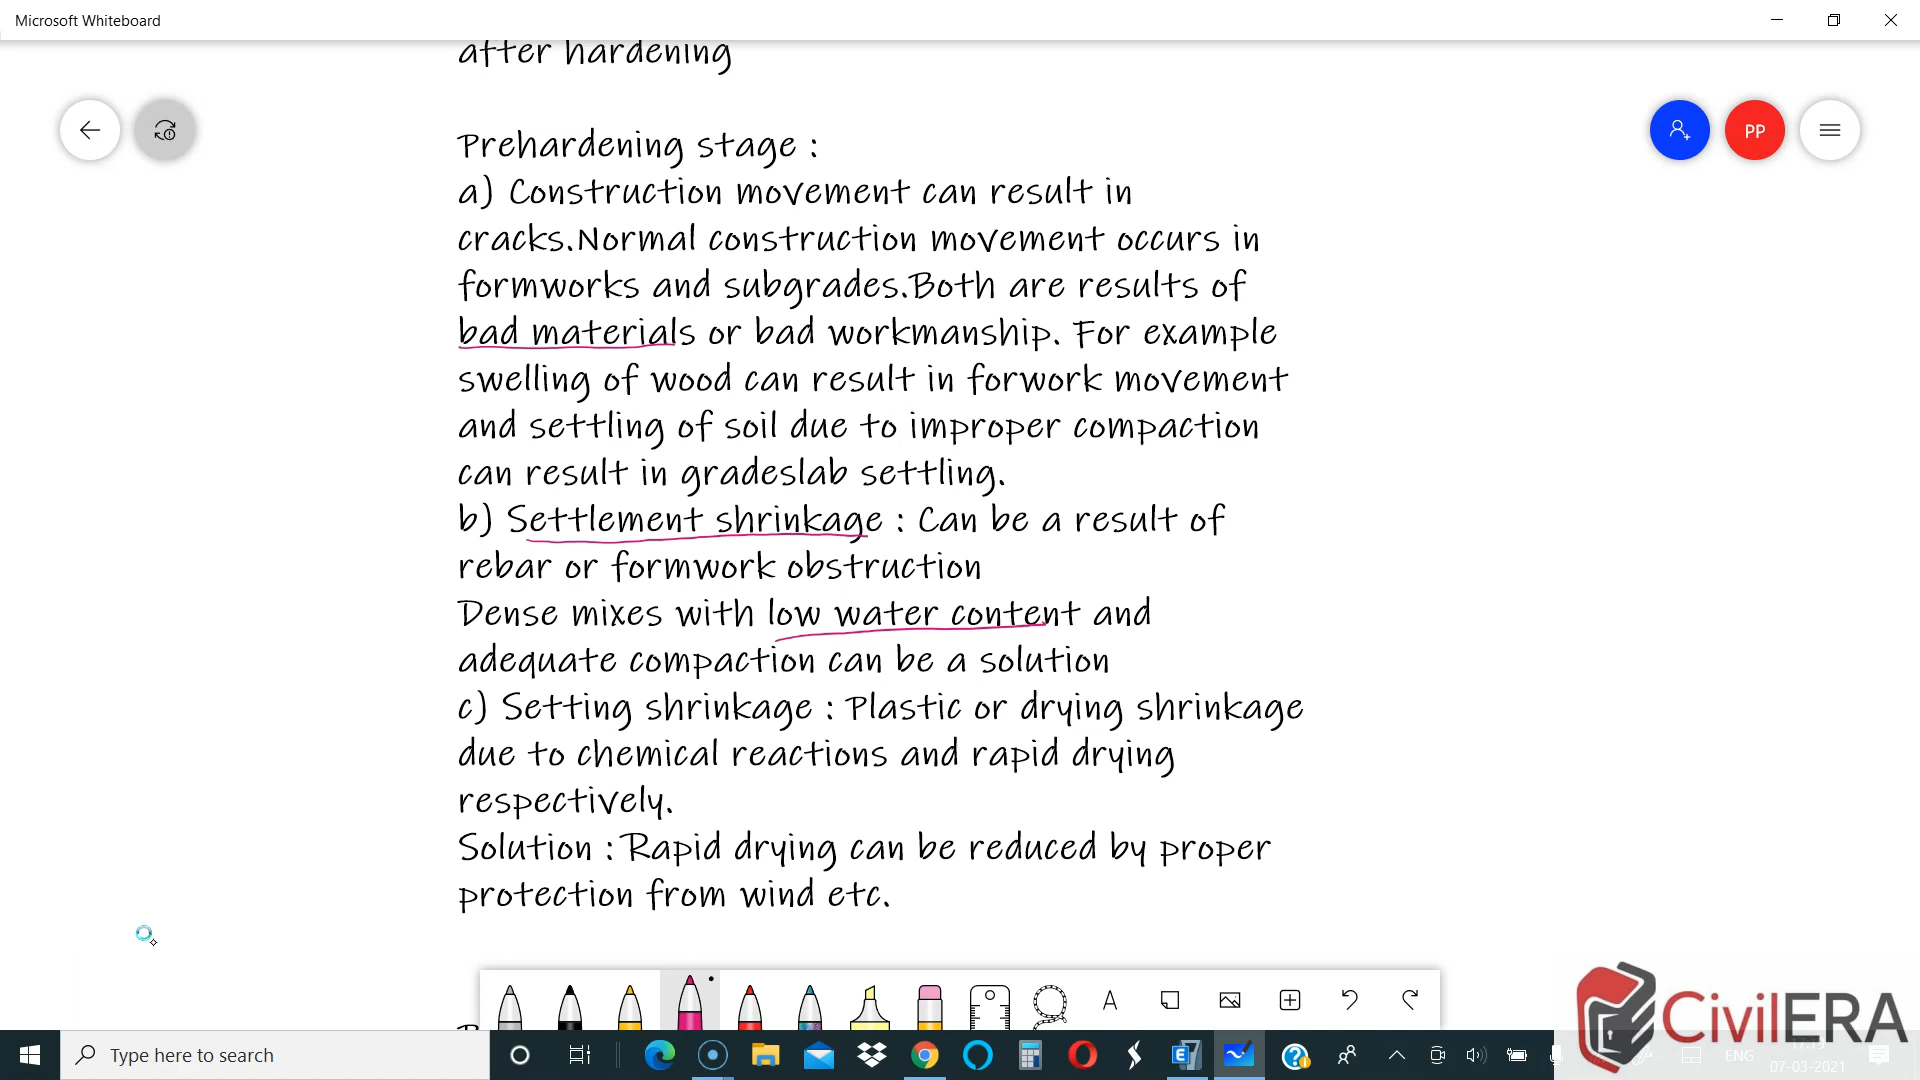 Microsoft Whiteboard
after hardening
PP
Prehardening stage :
a) Construction movement can result in
cracks.Normal construction movement occurs in
formworks and subgrades.Both are results of
bad materials or bad workmanship. For example
swelling of wood can result in forwork movement
and settling of soil due to improper compaction
can result in gradeslab settling.
b) Settlement shrinkage : Can be a result of
rebar or formwork obstruction
Dense mixes with low water content and
adequate compaction can be a solution
c) Setting shrinkage : Plastic or drying shrinkage
due to chemical reactions and rapid drying
respectively.
Solution : Rapid drying can be reduced by proper
protection from wind etc.
A
CivilERA
Type here to search
ENG
07-03-2021